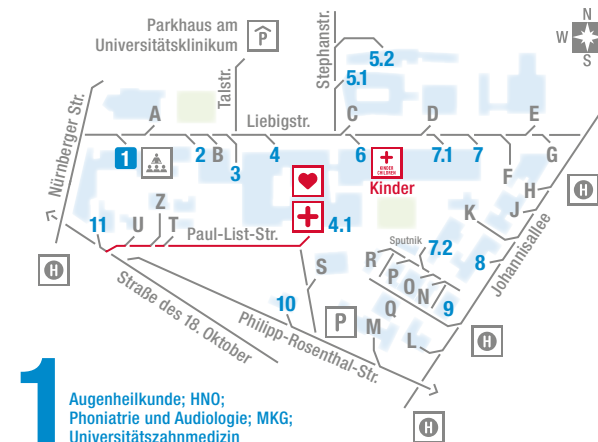 Parkhaus am
Universitätsklinikum
P
Stephanstr.
5.2
5.1
N
W
S
Talstr.
Nürnberger Str.
A
Liebigstr.
C
D
E
1
2
B
3
4
6
KINDER
CHILDREN
Kinder
7.1
7
F
G
H
H
J
K
Johannisallee
Z
11
U
T
Paul-List-Str.
4.1
Sputnik
7.2
8
R
P
O
N
9
S
H
Straße des 18. Oktober
10
Philipp-Rosenthal-Str.
P
Q
M
L
H
H
1
Augenheilkunde; HNO;
Phoniatrie und Audiologie; MKG;
Universitätszahnmedizin